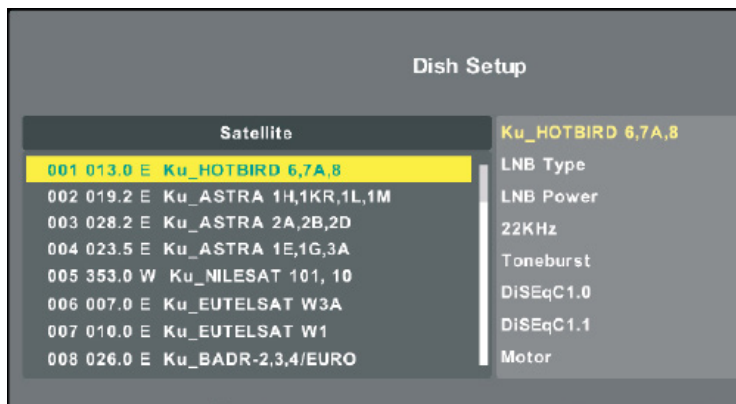 Dish Setup
Satellite
001 013.0 E Ku_HOTBIRD 6,7A,8
002 019.2 E Ku_ASTRA 1H,1KR,1L,1M
003 028.2 E Ku_ASTRA 2A,2B,2D
004 023.5 E Ku_ASTRA 1E,1G,3A
005 353.0 W Ku_NILESAT 101, 10
006 007.0 E Ku_EUTELSAT W3A
007 010.0 E Ku_EUTELSAT W1
008 026.0 E Ku_BADR-2,3,4/EURO
Ku_HOTBIRD 6,7A,8
LNB Type
LNB Power
22KHz
Toneburst
DiSEqC1.0
DiSEqC1.1
Motor